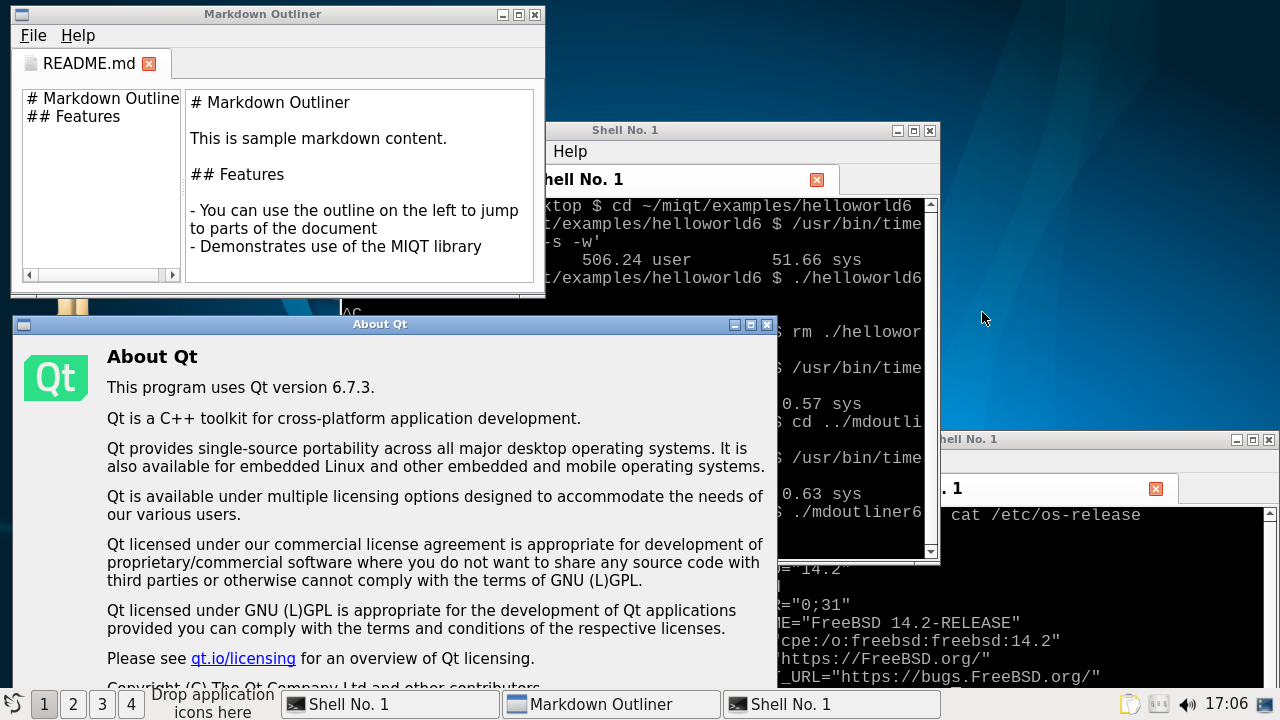 Markdown Outliner
File Help
README.md
# Markdown Outline
## Features
# Markdown Outliner
This is sample markdown content.
## Features
- You can use the outline on the left to jump
to parts of the document
- Demonstrates use of the MIQT library
Shell No. 1
Help
hell No. 1
ktop $ cd ~/miqt/examples/helloworld6
t/examples/helloworld6 $ /usr/bin/time
-s -w'
506.24 user 51.66 sys
t/examples/helloworld6 $ ./helloworld6
^C
$ rm ./hellowor
$ /usr/bin/time
0.57 sys
$ cd ../mdoutli
$ /usr/bin/time
0.63 sys
$ ./mdoutliner6
About Qt
Qt
About Qt
This program uses Qt version 6.7.3.
Qt is a C++ toolkit for cross-platform application development.
Qt provides single-source portability across all major desktop operating systems. It is
also available for embedded Linux and other embedded and mobile operating systems.
Qt is available under multiple licensing options designed to accommodate the needs of
our various users.
Qt licensed under our commercial license agreement is appropriate for development of
proprietary/commercial software where you do not want to share any source code with
third parties or otherwise cannot comply with the terms of GNU (L)GPL.
Qt licensed under GNU (L)GPL is appropriate for the development of Qt applications
provided you can comply with the terms and conditions of the respective licenses.
Please see qt.io/licensing for an overview of Qt licensing.
Copyright (C) The Qt Company Ltd and other contributors.
hell No. 1
. 1
cat /etc/os-release
="14.2"
R="0;31"
ME="FreeBSD 14.2-RELEASE"
"cpe:/o:freebsd:freebsd:14.2"
"https://FreeBSD.org/"
T_URL="https://bugs.FreeBSD.org/"
1 2 3 4
Drop application
icons here
Shell No. 1
Markdown Outliner
Shell No. 1
17:06